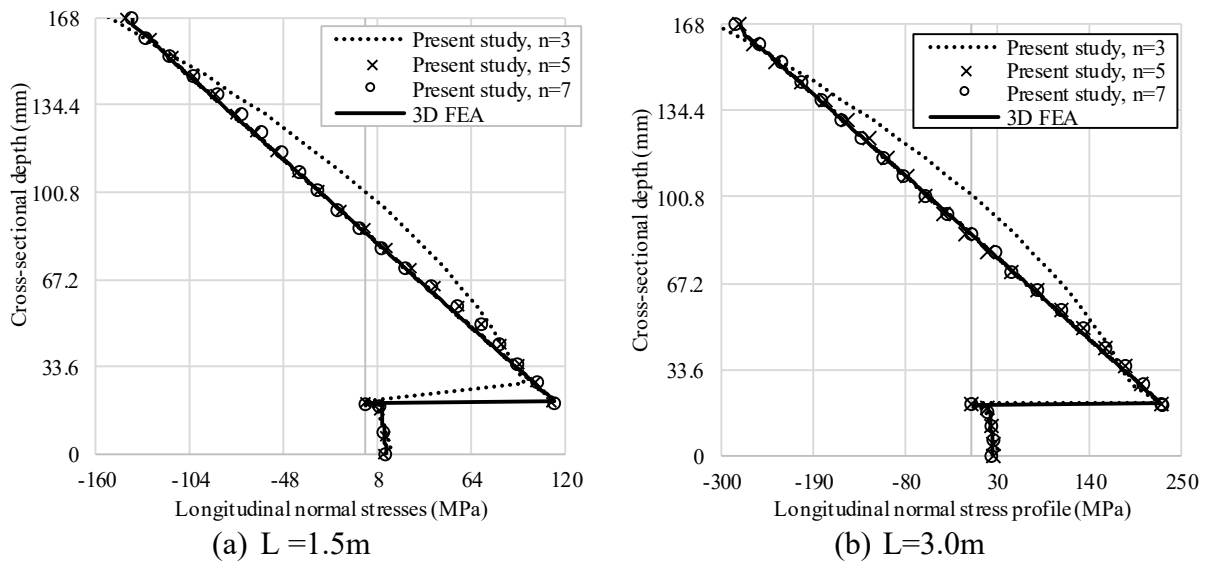 168
134.4
100.8
67.2
33.6
0
Cross-sectional depth (mm)
Present study, n=3
Present study, n=5
Present study, n=7
3D FEA
-160 -104 -48 8 64 120
Longitudinal normal stresses (MPa)
(a) L =1.5m
168
134.4
100.8
67.2
33.6
0
Cross-sectional depth (mm)
Present study, n=3
Present study, n=5
Present study, n=7
3D FEA
-300 -190 -80 30 140 250
Longitudinal normal stress profile (MPa)
(b) L=3.0m